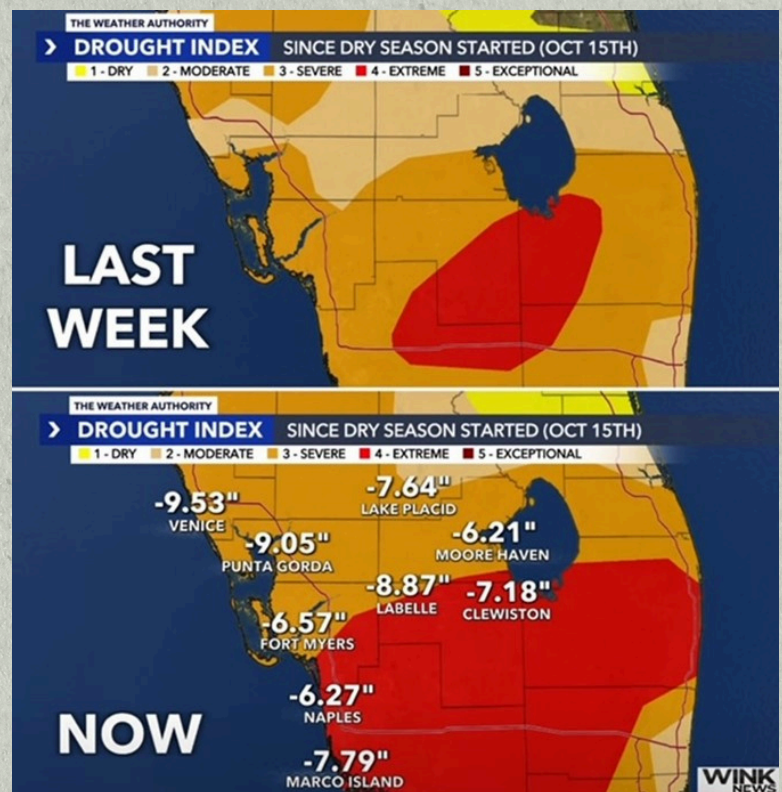 THE WEATHER AUTHORITY
> DROUGHT INDEX SINCE DRY SEASON STARTED (OCT 15TH)
1 - DRY 2 - MODERATE 3 - SEVERE 4 - EXTREME 5 - EXCEPTIONAL
LAST
WEEK
THE WEATHER AUTHORITY
> DROUGHT INDEX SINCE DRY SEASON STARTED (OCT 15TH)
1 - DRY 2 - MODERATE 3 - SEVERE 4 - EXTREME 5 - EXCEPTIONAL
-9.53"
VENICE
-7.64"
LAKE PLACID
-9.05"
PUNTA GORDA
-6.21"
MOORE HAVEN
-8.87"
LABELLE
-7.18"
CLEWISTON
-6.57"
FORT MYERS
-6.27"
NAPLES
NOW
-7.79"
MARCO ISLAND
WINK
NEWS